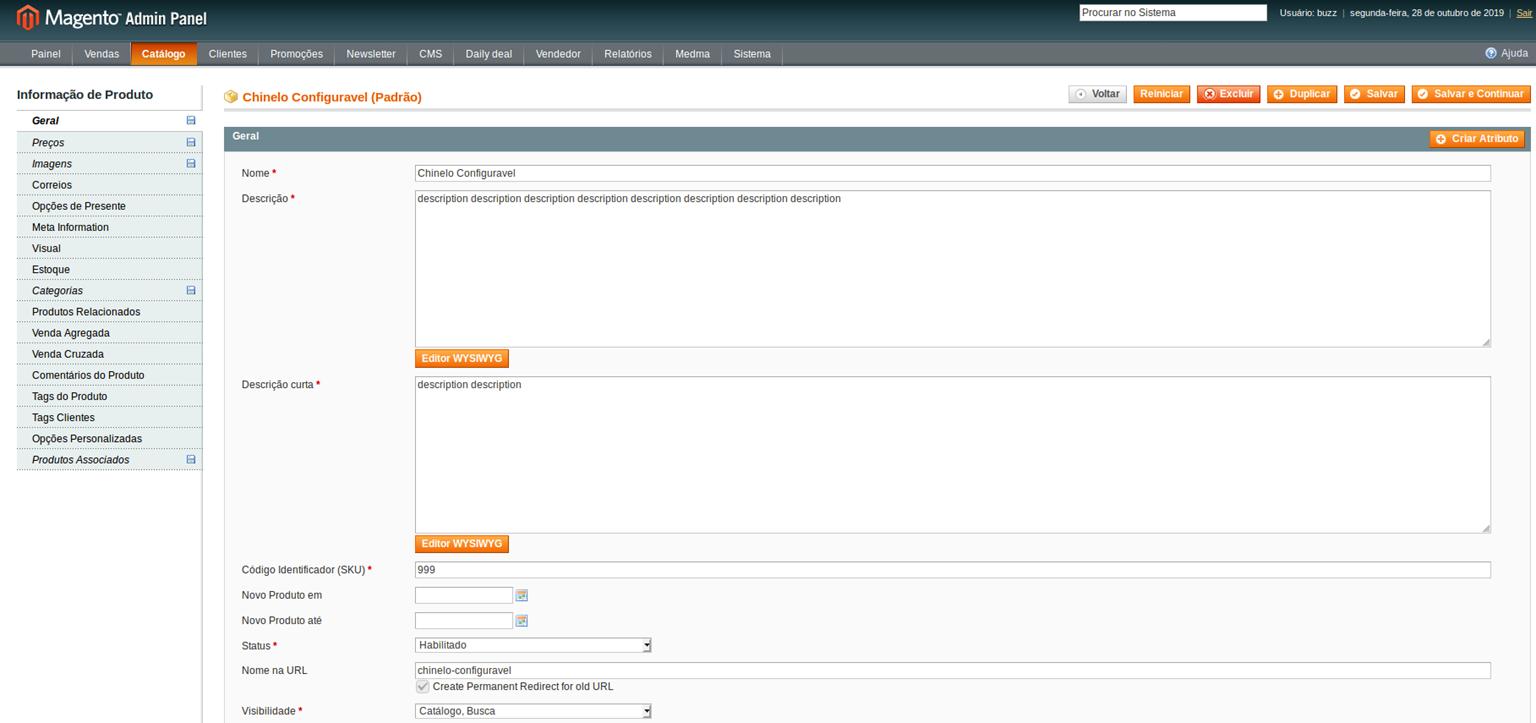 Magento Admin Panel
Procurar no Sistema
Usuário: buzz | segunda-feira, 28 de outubro de 2019 | Sair
Painel Vendas Catálogo Clientes Promoções Newsletter CMS Daily deal Vendedor Relatórios Medma Sistema Ajuda
Informação de Produto
Geral
Preços
Imagens
Correios
Opções de Presente
Meta Information
Visual
Estoque
Categorias
Produtos Relacionados
Venda Agregada
Venda Cruzada
Comentários do Produto
Tags do Produto
Tags Clientes
Opções Personalizadas
Produtos Associados
Chinelo Configuravel (Padrão)
Voltar Reiniciar Excluir Duplicar Salvar Salvar e Continuar
Geral
Criar Atributo
Nome * Chinelo Configuravel
Descrição * description description description description description description description description
Editor WYSIWYG
Descrição curta * description description
Editor WYSIWYG
Código Identificador (SKU) * 999
Novo Produto em
Novo Produto até
Status * Habilitado
Nome na URL chinelo-configuravel
Create Permanent Redirect for old URL
Visibilidade * Catálogo, Busca